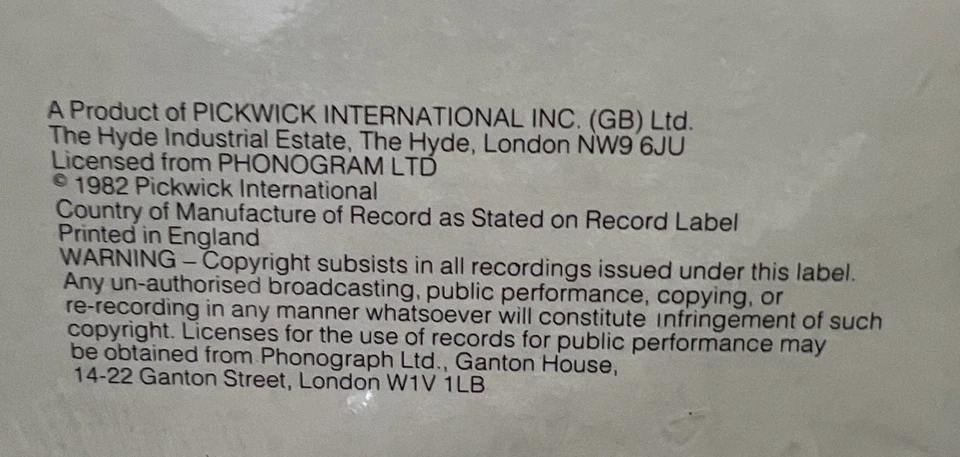 A Product of PICKWICK INTERNATIONAL INC. (GB) Ltd.
The Hyde Industrial Estate, The Hyde, London NW9 6JU
Licensed from PHONOGRAM LTD
© 1982 Pickwick International
Country of Manufacture of Record as Stated on Record Label
Printed in England
WARNING – Copyright subsists in all recordings issued under this label.
Any un-authorised broadcasting, public performance, copying, or
re-recording in any manner whatsoever will constitute infringement of such
copyright. Licenses for the use of records for public performance may
be obtained from Phonograph Ltd., Ganton House,
14-22 Ganton Street, London W1V 1LB